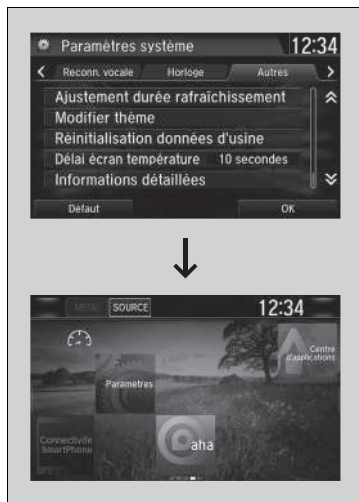 Paramètres système
12:34
Reconn. vocale
Horloge
Autres
Ajustement durée rafraîchissement
Modifier thème
Réinitialisation données d'usine
Délai écran température 10 secondes
Informations détaillées
Défaut
OK
MENU
SOURCE
12:34
Centre d'applications
Paramètres
Connectivité
SmartPhone
aha